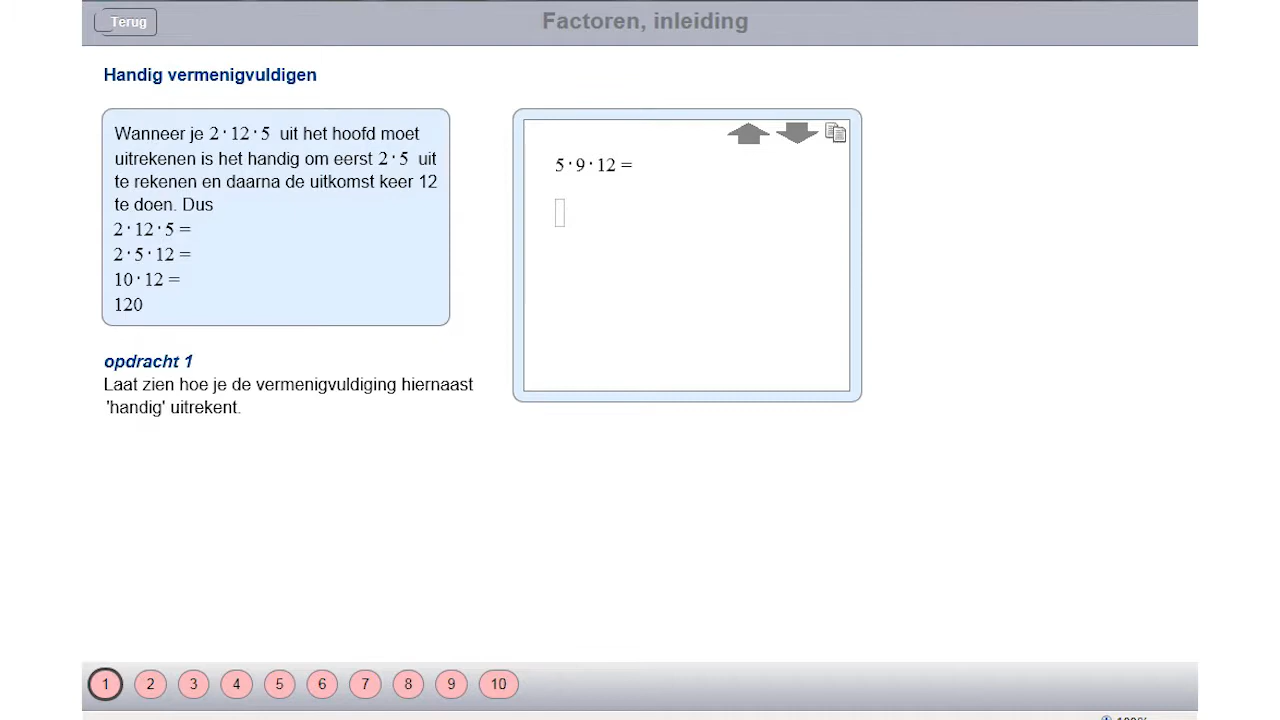 Terug
Factoren, inleiding
Handig vermenigvuldigen
Wanneer je 2 · 12 · 5 uit het hoofd moet
uitrekenen is het handig om eerst 2 · 5 uit
te rekenen en daarna de uitkomst keer 12
te doen. Dus
2 · 12 · 5 =
2 · 5 · 12 =
10 · 12 =
120
opdracht 1
Laat zien hoe je de vermenigvuldiging hiernaast
'handig' uitrekent.
5 · 9 · 12 =
1 2 3 4 5 6 7 8 9 10